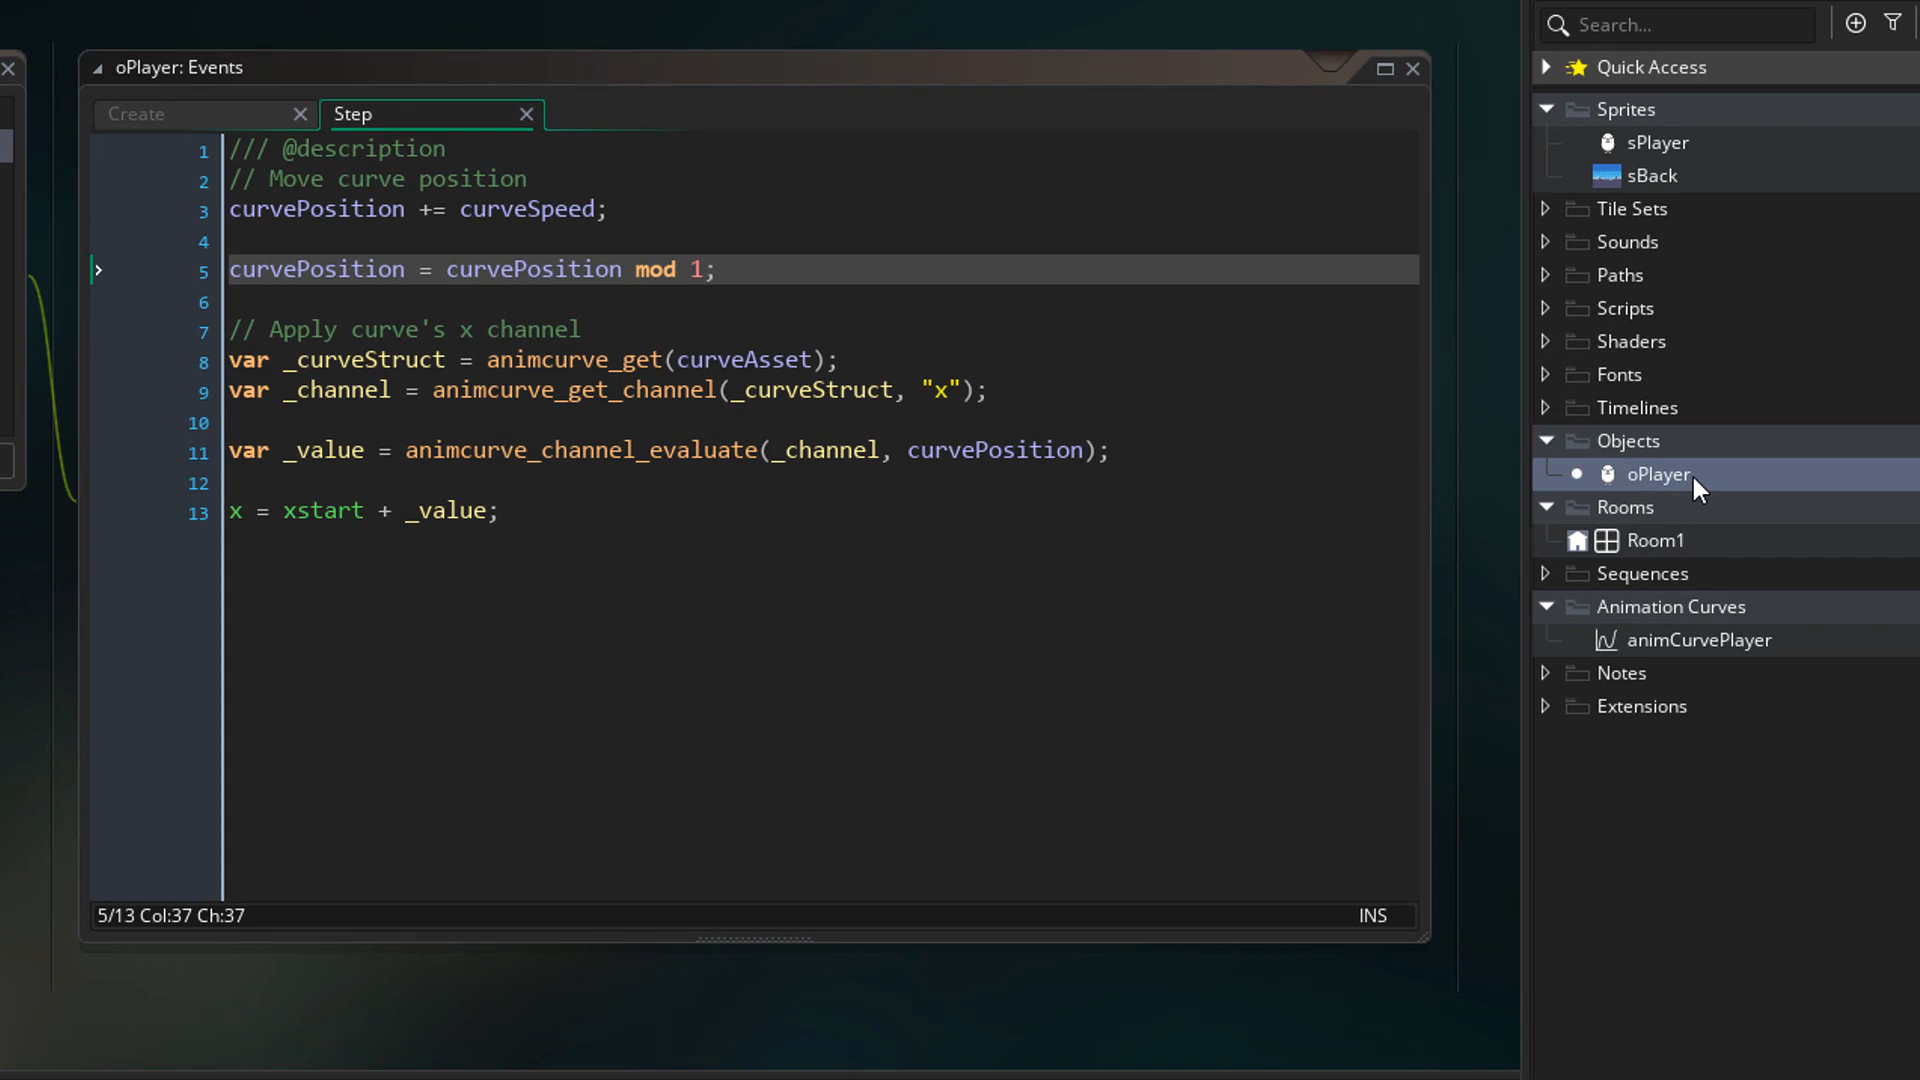 oPlayer: Events
Create
Step
1 /// @description
2 // Move curve position
3 curvePosition += curveSpeed;
4
5 curvePosition = curvePosition mod 1;
6
7 // Apply curve's x channel
8 var _curveStruct = animcurve_get(curveAsset);
9 var _channel = animcurve_get_channel(_curveStruct, "x");
10
11 var _value = animcurve_channel_evaluate(_channel, curvePosition);
12
13 x = xstart + _value;
5/13 Col:37 Ch:37
INS
Search...
Quick Access
Sprites
sPlayer
sBack
Tile Sets
Sounds
Paths
Scripts
Shaders
Fonts
Timelines
Objects
oPlayer
Rooms
Room1
Sequences
Animation Curves
animCurvePlayer
Notes
Extensions